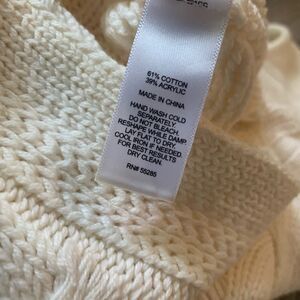 61% COTTON
39% ACRYLIC
MADE IN CHINA
HAND WASH COLD
SEPARATELY.
DO NOT BLEACH.
RESHAPE WHILE DAMP.
LAY FLAT TO DRY.
COOL IRON IF NEEDED.
FOR BEST RESULTS
DRY CLEAN.
RN# 55285